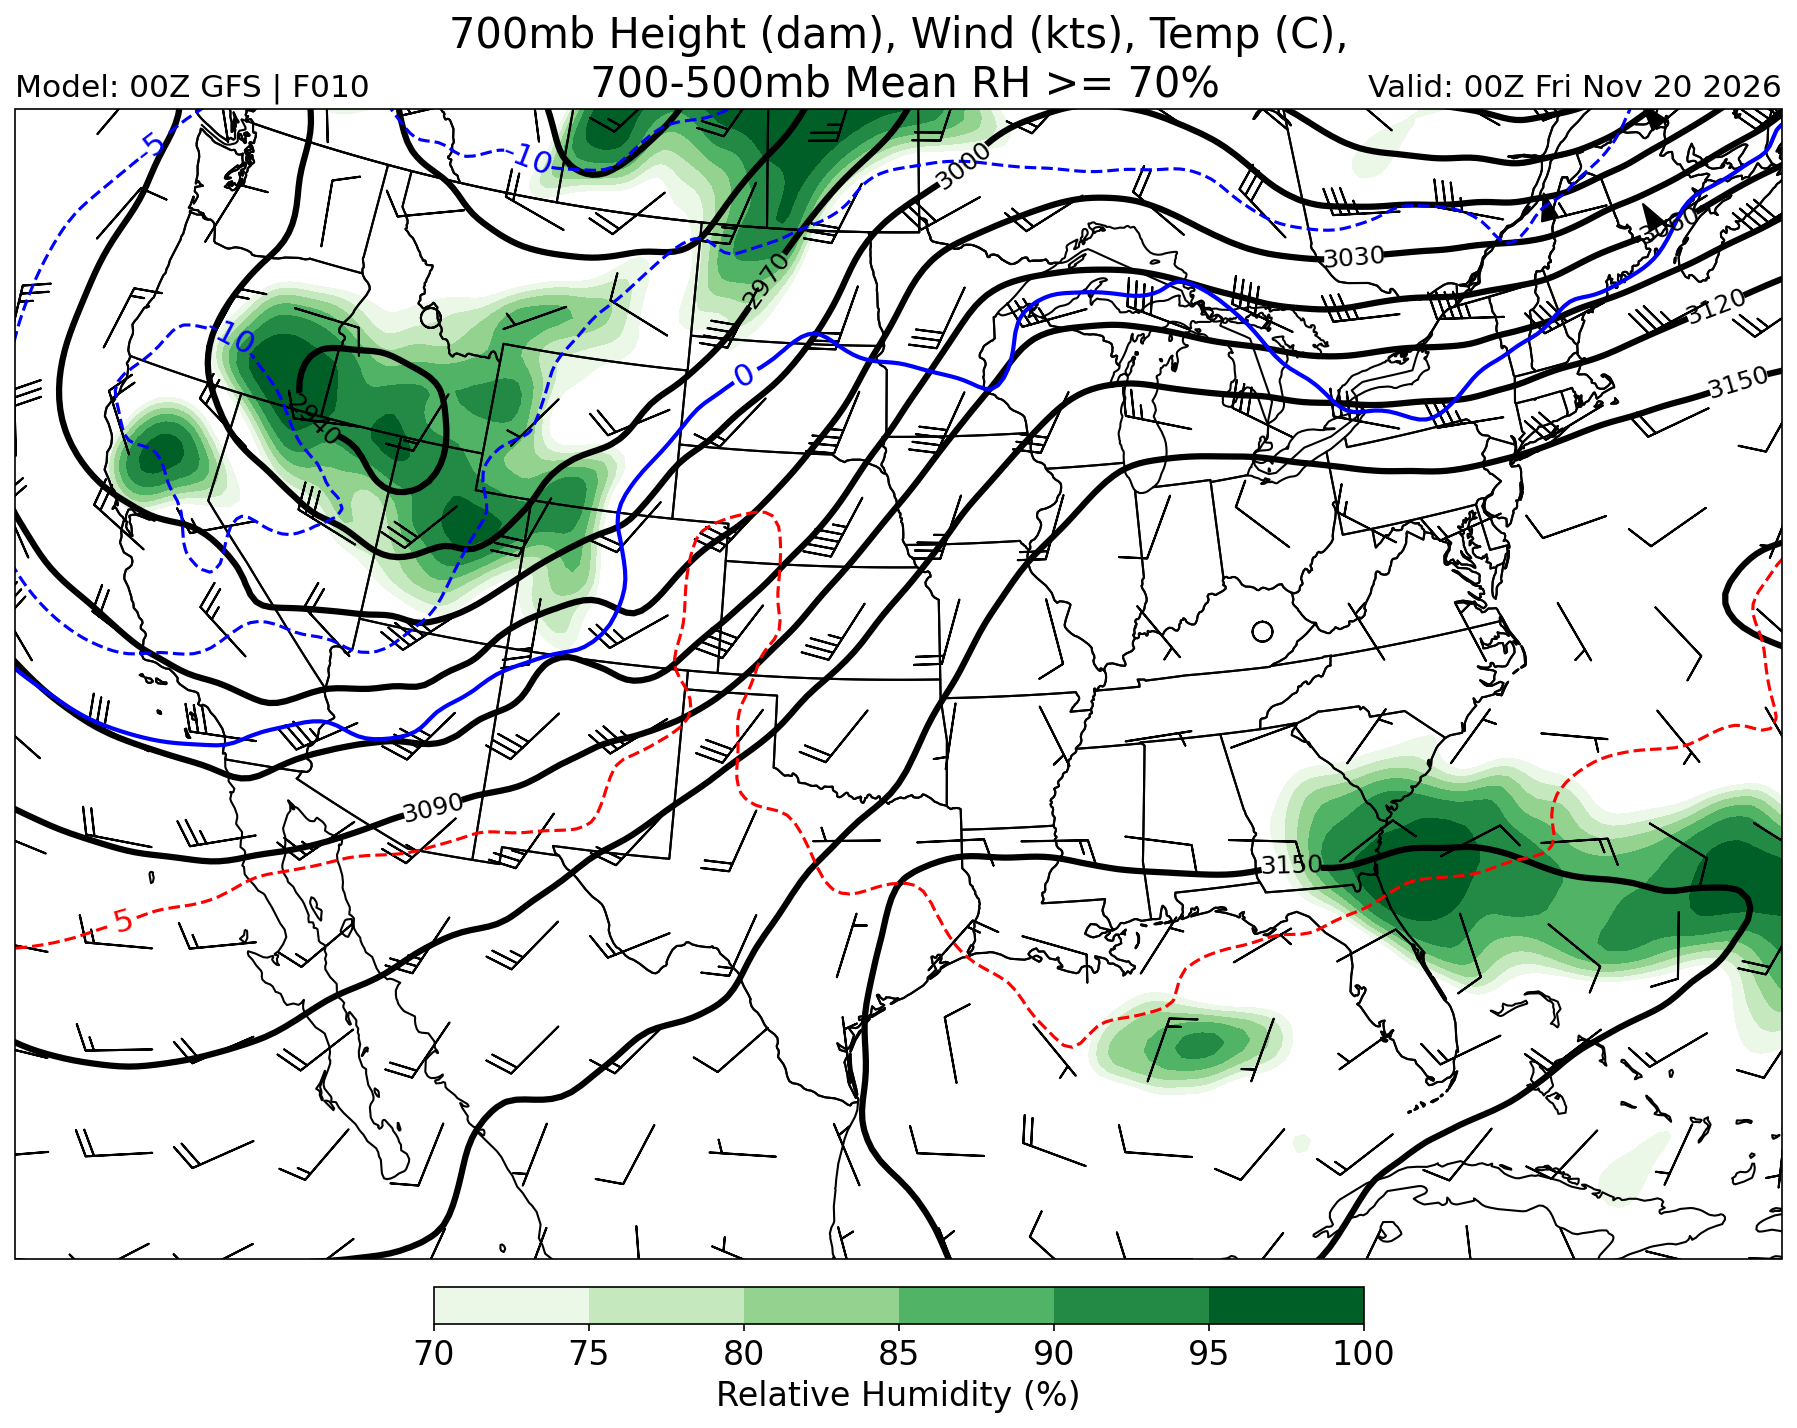 700mb Height (dam), Wind (kts), Temp (C),
Model: 00Z GFS | F010
700-500mb Mean RH >= 70%
Valid: 00Z Fri Nov 20 2026
-5
-10
3000
3060
3030
2970
-10
3120
0
3150
2940
3090
3150
5
70 75 80 85 90 95 100
Relative Humidity (%)